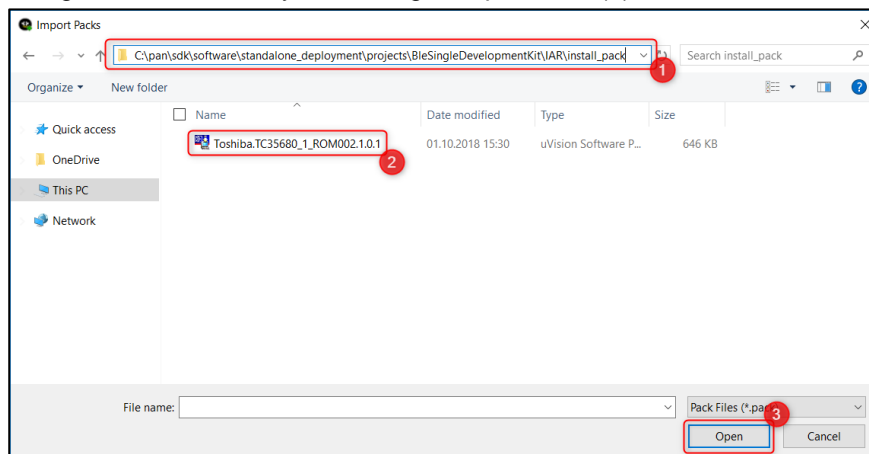 Import Packs
C:\pan\sdk\software\standalone_deployment\projects\BleSingleDevelopmentKit\IAR\install_pack
Search install_pack
1
Organize
New folder
Name Date modified Type Size
Quick access
Toshiba.TC35680_1_ROM002.1.0.1 01.10.2018 15:30 uVision Software P... 646 KB
2
OneDrive
This PC
Network
File name: Pack Files (*.pac
3
Open Cancel